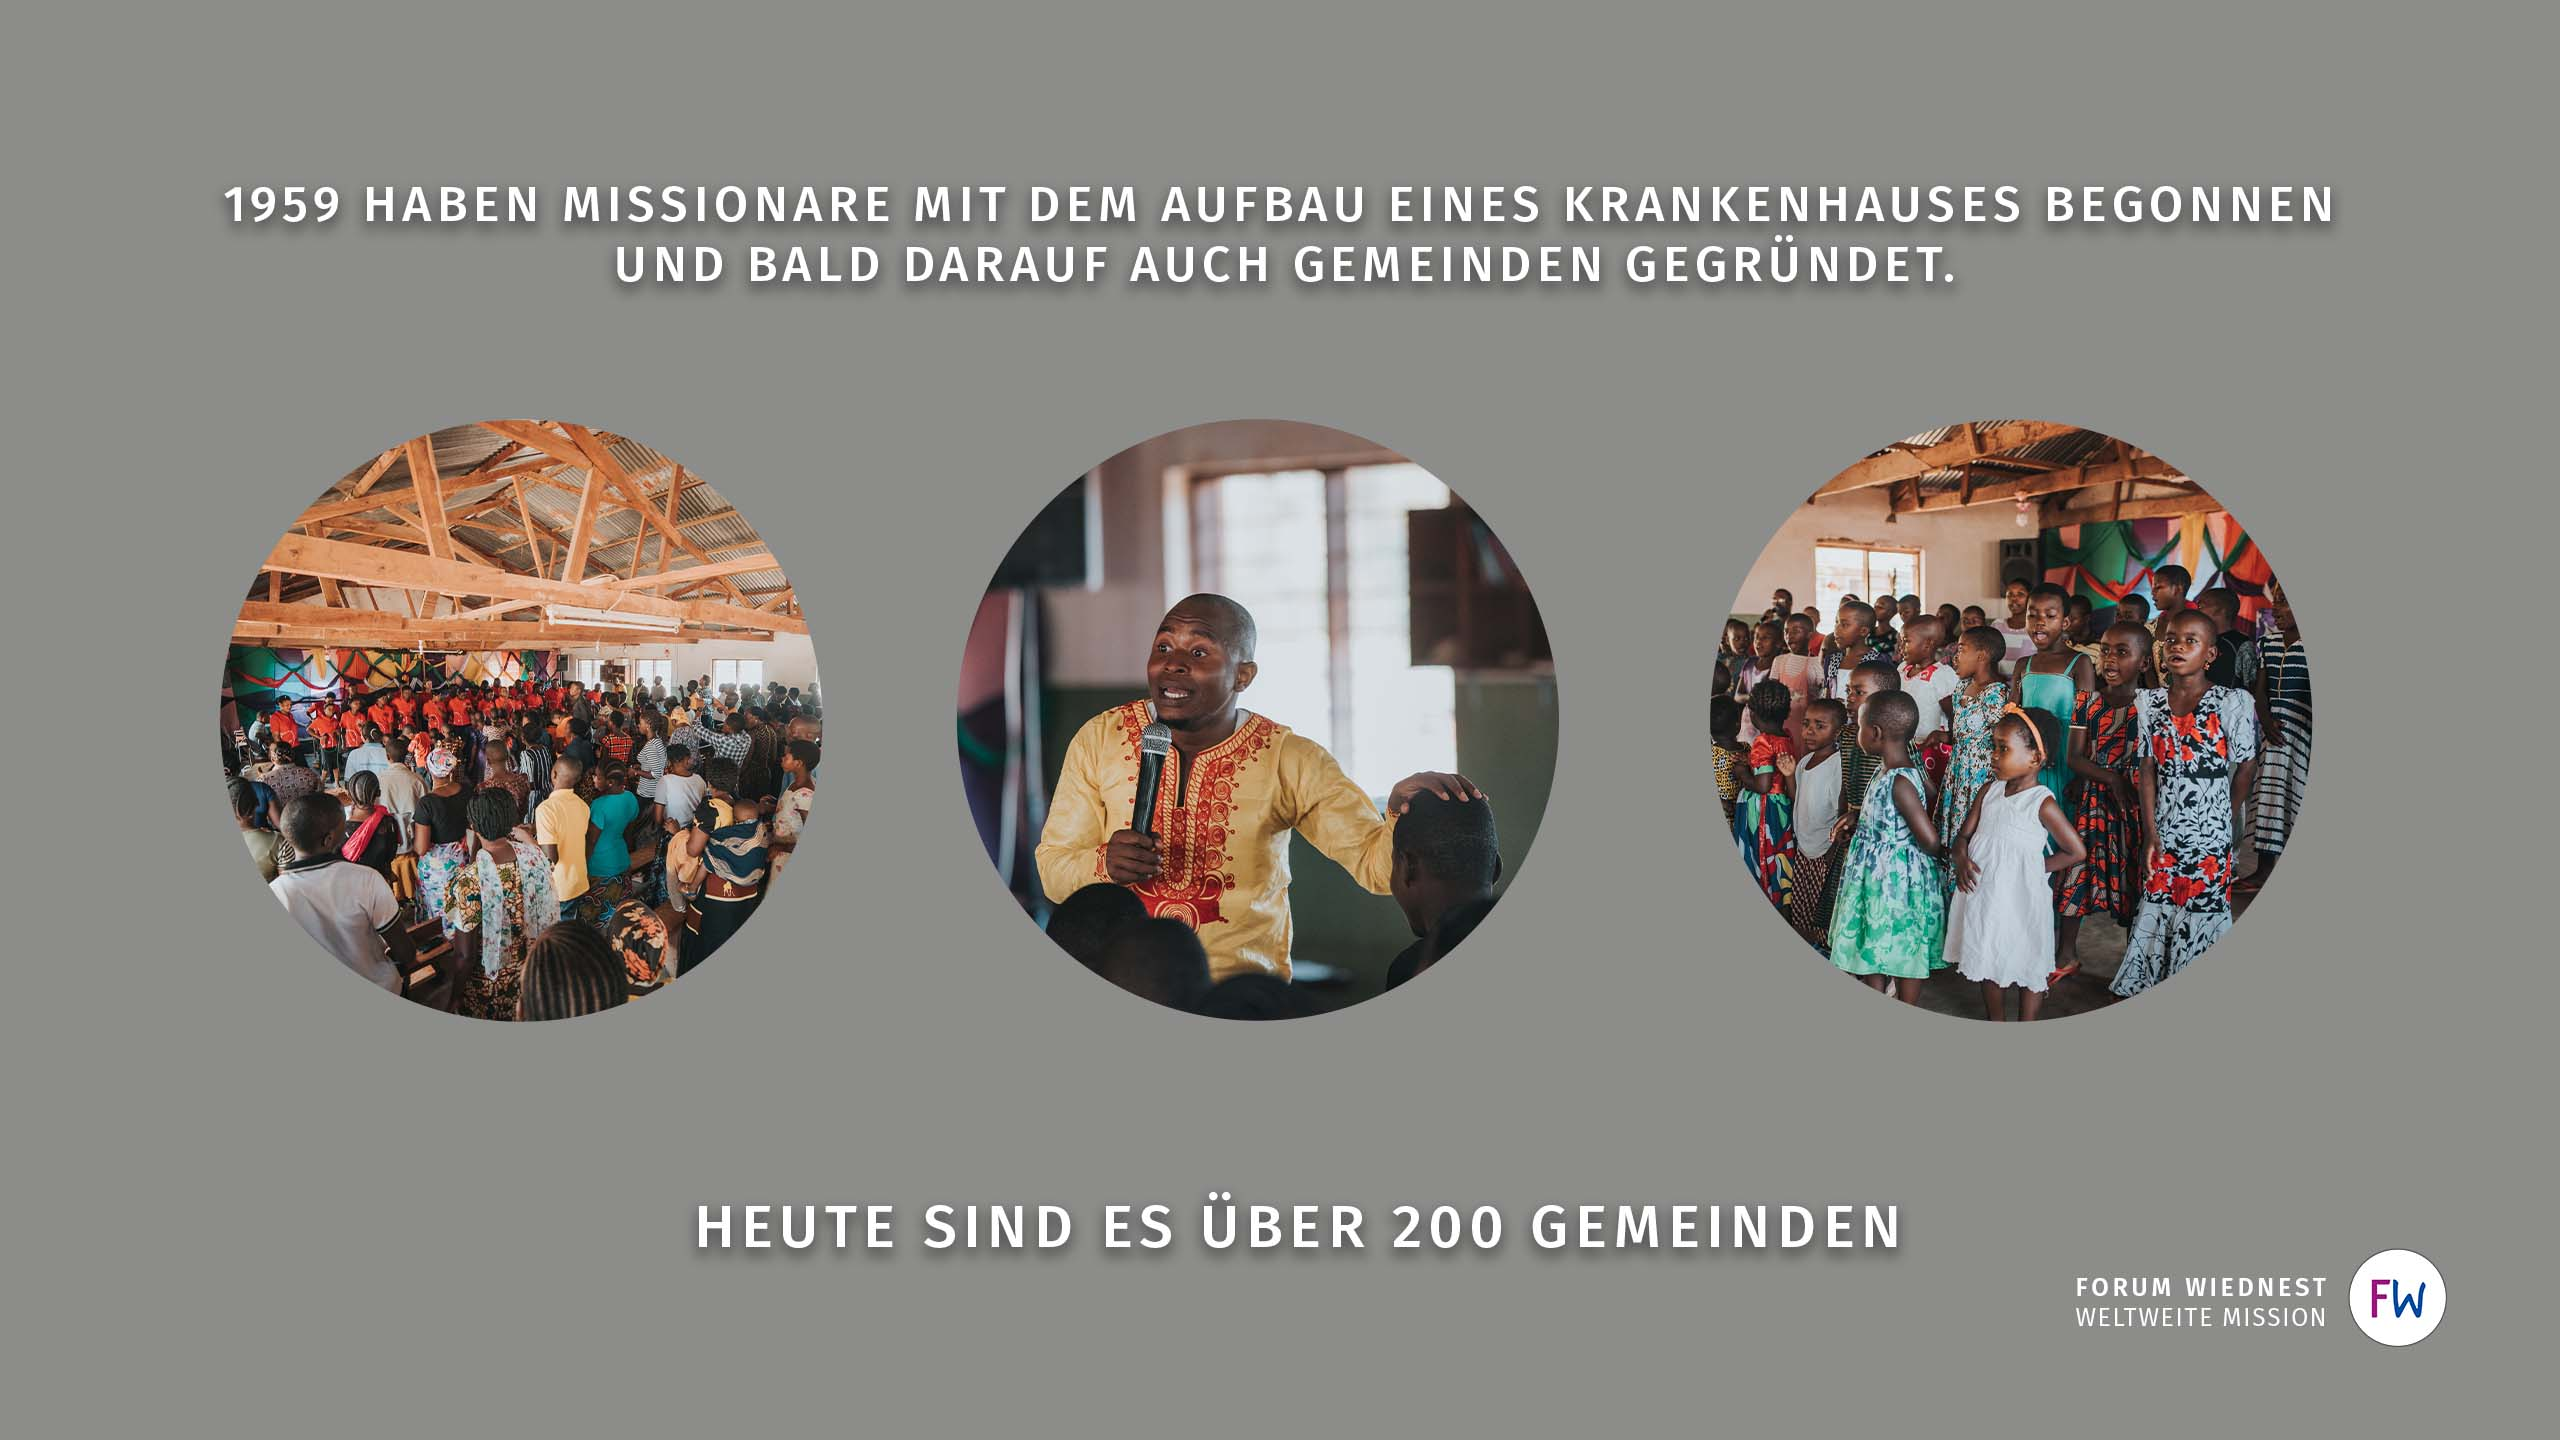 1959 HABEN MISSIONARE MIT DEM AUFBAU EINES KRANKENHAUSES BEGONNEN
UND BALD DARAUF AUCH GEMEINDEN GEGRÜNDET.
HEUTE SIND ES ÜBER 200 GEMEINDEN
FORUM WIEDNEST
WELTWEITE MISSION
FW